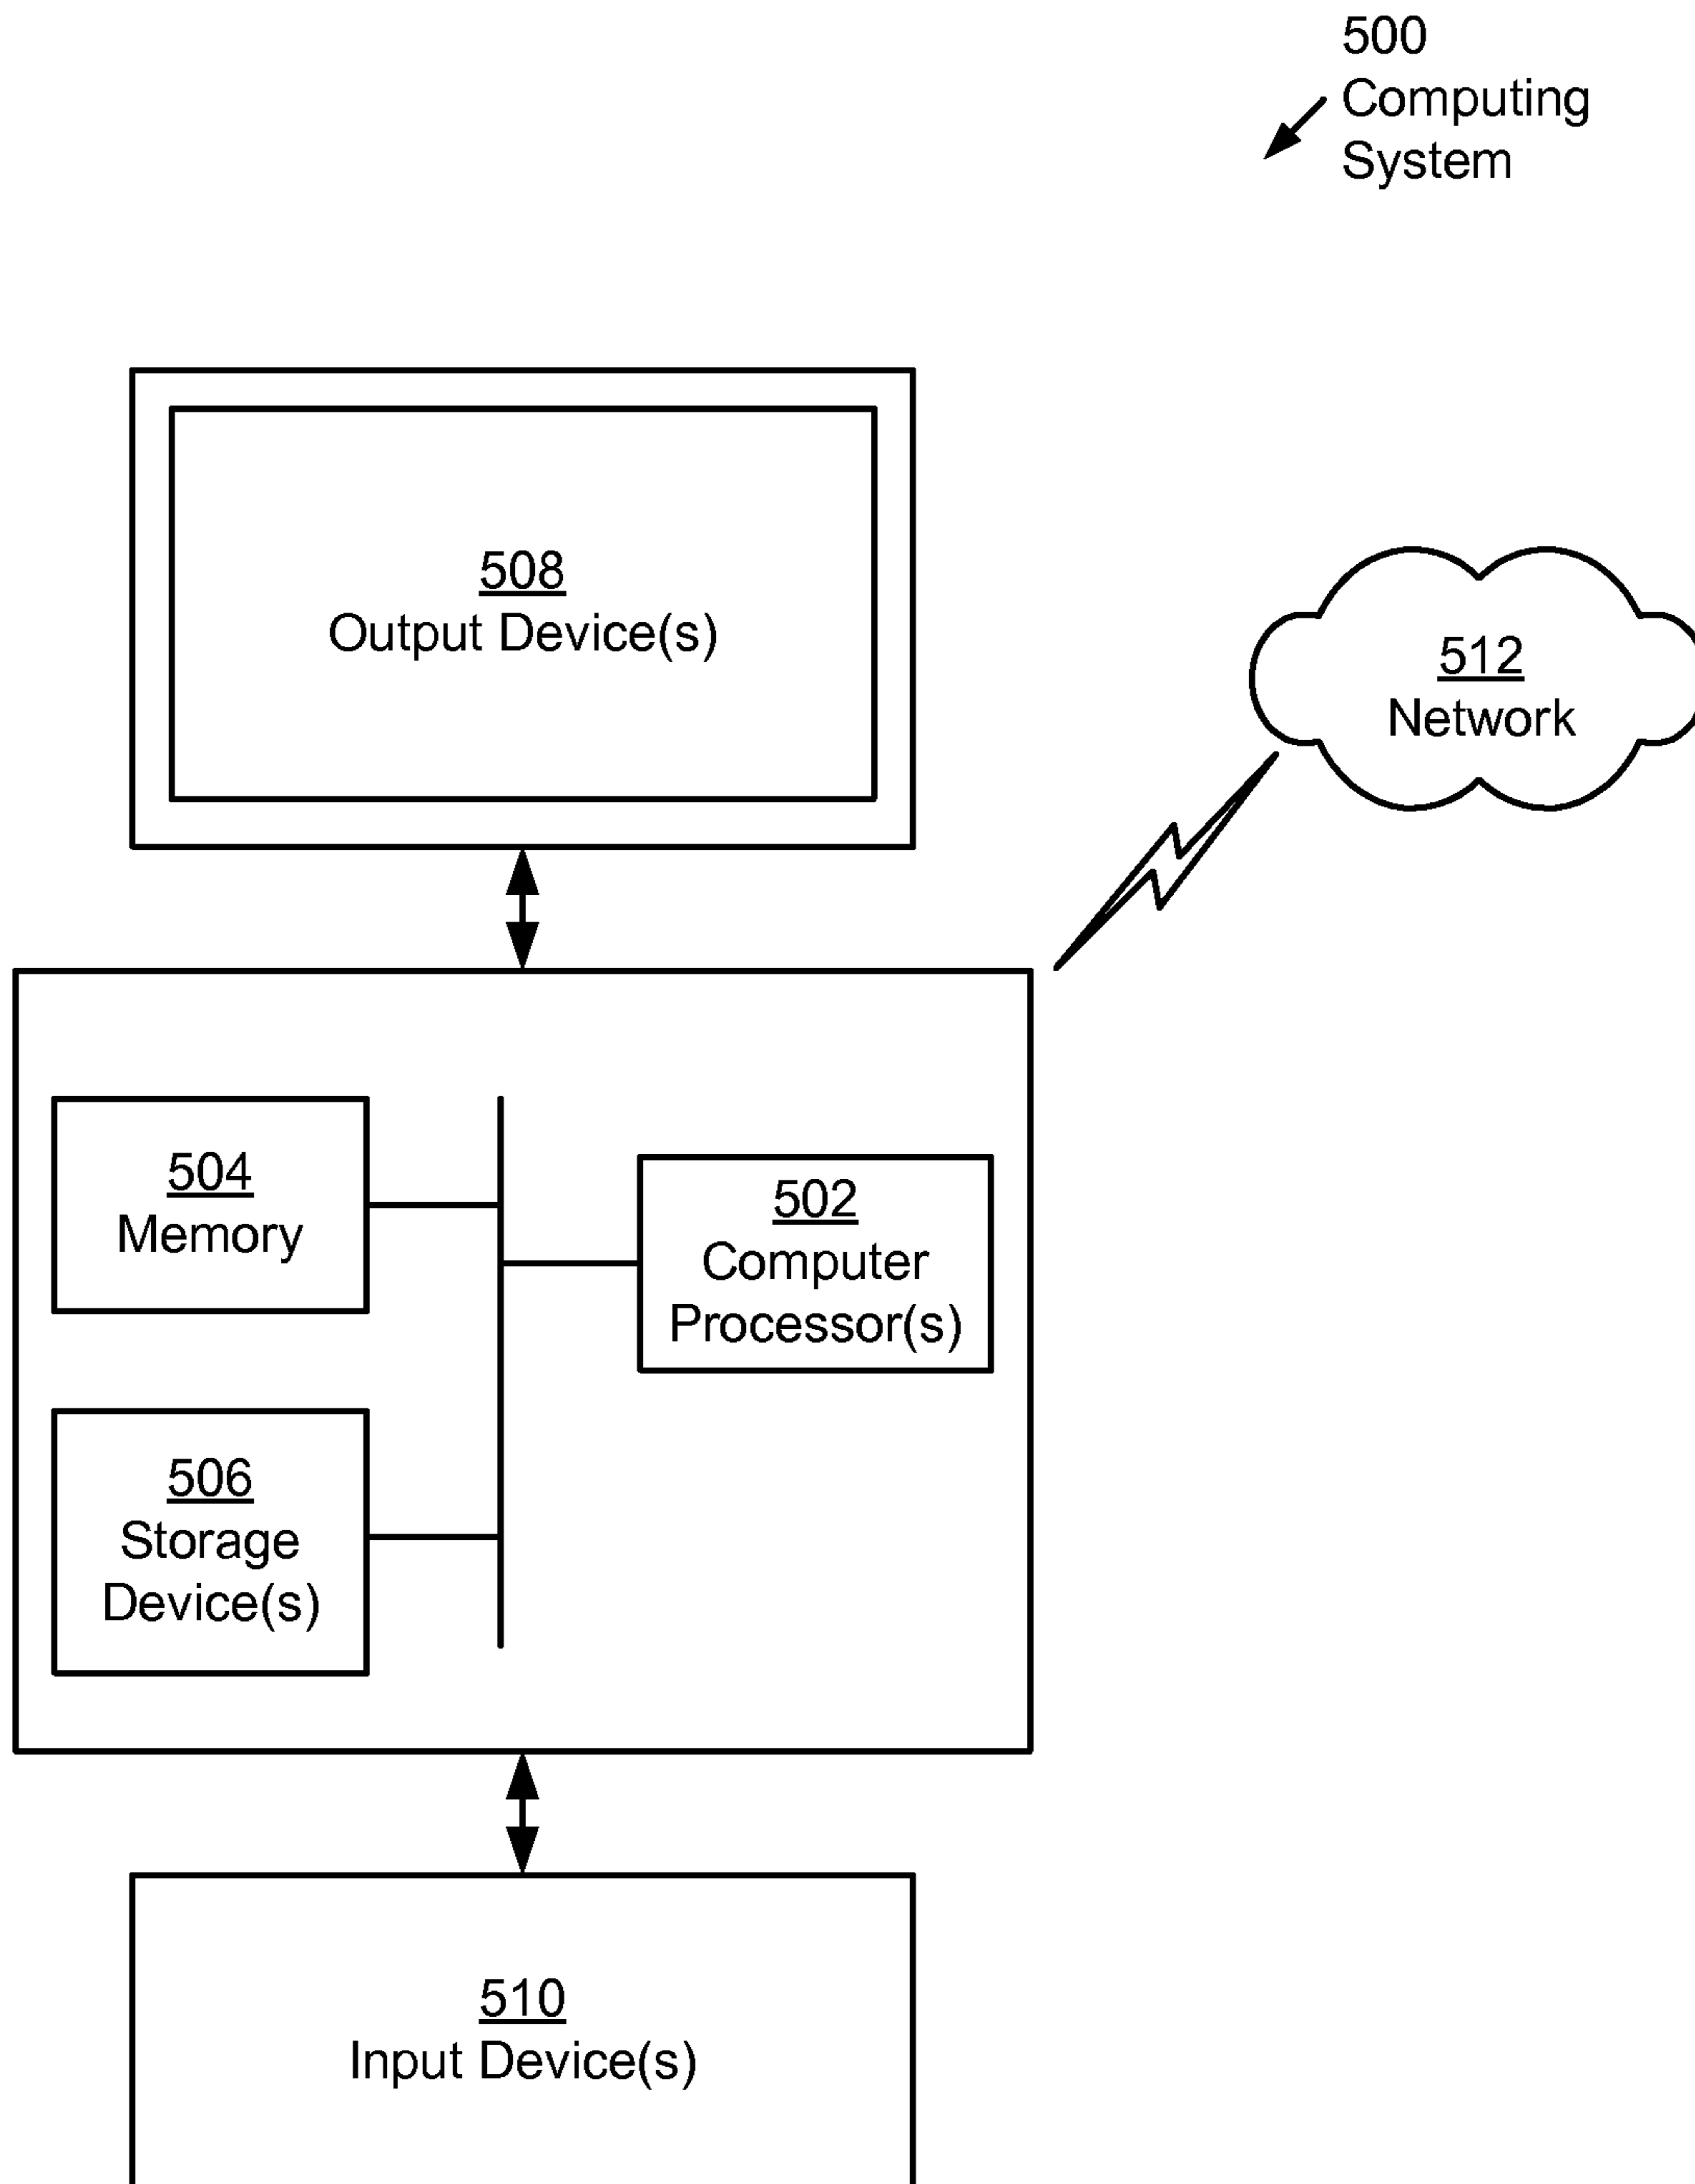 500
Computing
System
508
Output Device(s)
512
Network
504
Memory
502
Computer
Processor(s)
506
Storage
Device(s)
510
Input Device(s)